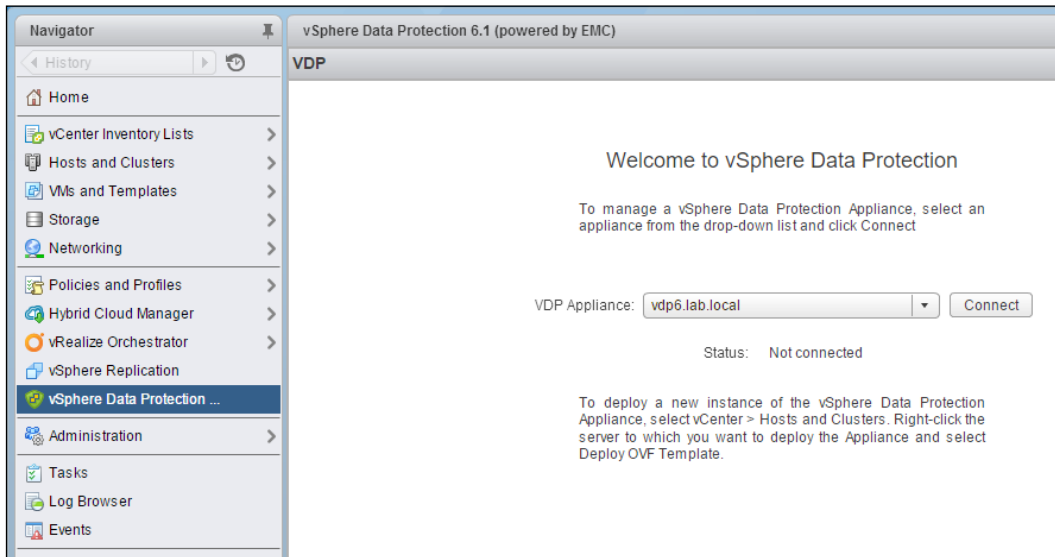 Navigator
History
Home
vCenter Inventory Lists
Hosts and Clusters
VMs and Templates
Storage
Networking
Policies and Profiles
Hybrid Cloud Manager
vRealize Orchestrator
vSphere Replication
vSphere Data Protection ...
Administration
Tasks
Log Browser
Events
vSphere Data Protection 6.1 (powered by EMC)
VDP
Welcome to vSphere Data Protection
To manage a vSphere Data Protection Appliance, select an
appliance from the drop-down list and click Connect
VDP Appliance: vdp6.lab.local Connect
Status: Not connected
To deploy a new instance of the vSphere Data Protection
Appliance, select vCenter > Hosts and Clusters. Right-click the
server to which you want to deploy the Appliance and select
Deploy OVF Template.